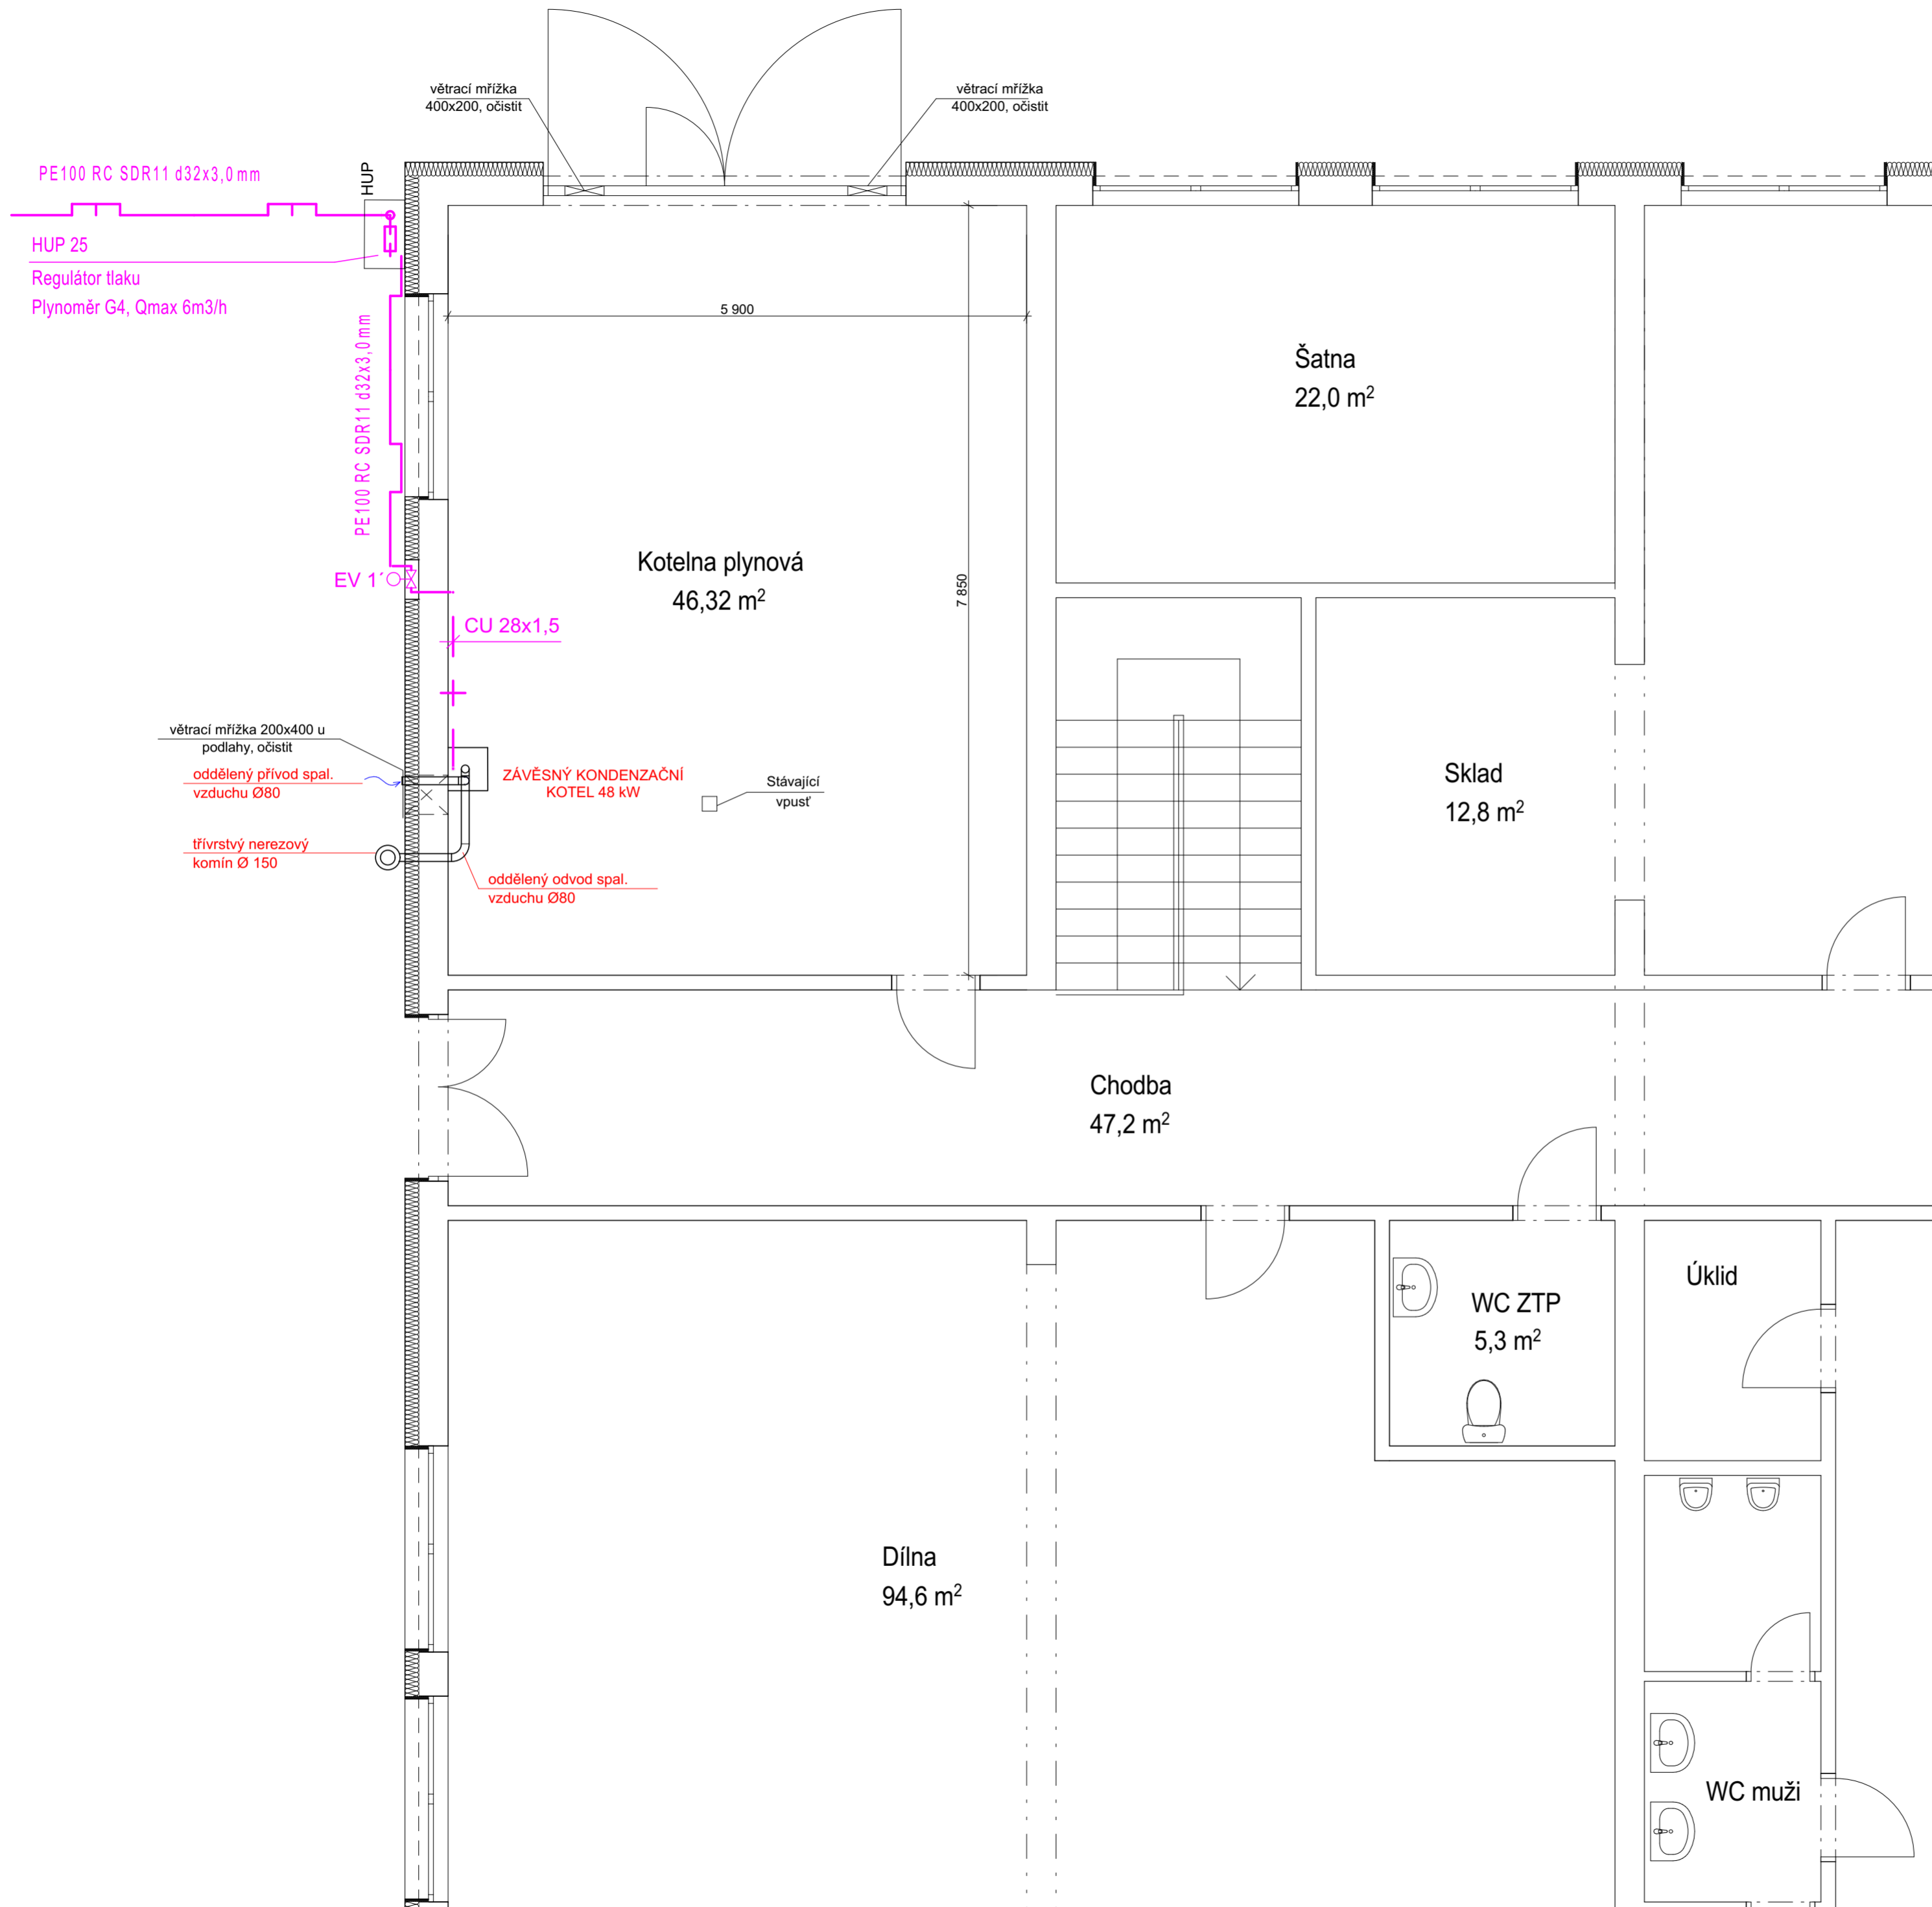 větrací mřížka
400x200, očistit
větrací mřížka
400x200, očistit
PE100 RC SDR11 d32x3,0mm
HUP
HUP 25
Regulátor tlaku
Plynoměr G4, Qmax 6m3/h
PE100 RC SDR11 d32x3,0mm
5 900
7 850
Šatna
22,0 m²
Kotelna plynová
46,32 m²
EV 1´
CU 28x1,5
větrací mřížka 200x400 u
podlahy, očistit
oddělený přívod spal.
vzduchu Ø80
ZÁVĚSNÝ KONDENZAČNÍ
KOTEL 48 kW
Stávající
vpusť
Sklad
12,8 m²
třívrstvý nerezový
komín Ø 150
oddělený odvod spal.
vzduchu Ø80
Chodba
47,2 m²
WC ZTP
5,3 m²
Úklid
Dílna
94,6 m²
WC muži